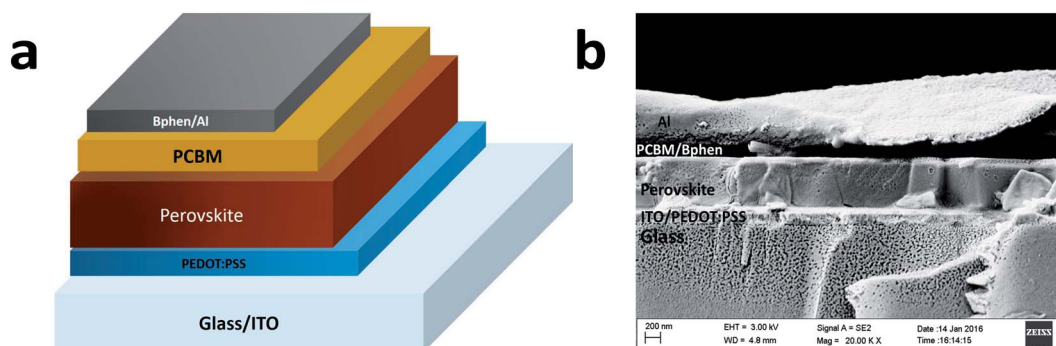 a
Bphen/Al
PCBM
Perovskite
PEDOT:PSS
Glass/ITO
b
Al
PCBM/Bphen
Perovskite
ITO/PEDOT:PSS
Glass
200 nm
EHT = 3.00 kV
Signal A = SE2
Date :14 Jan 2016
WD = 4.8 mm
Mag = 20.00 K X
Time :16:14:15
ZEISS